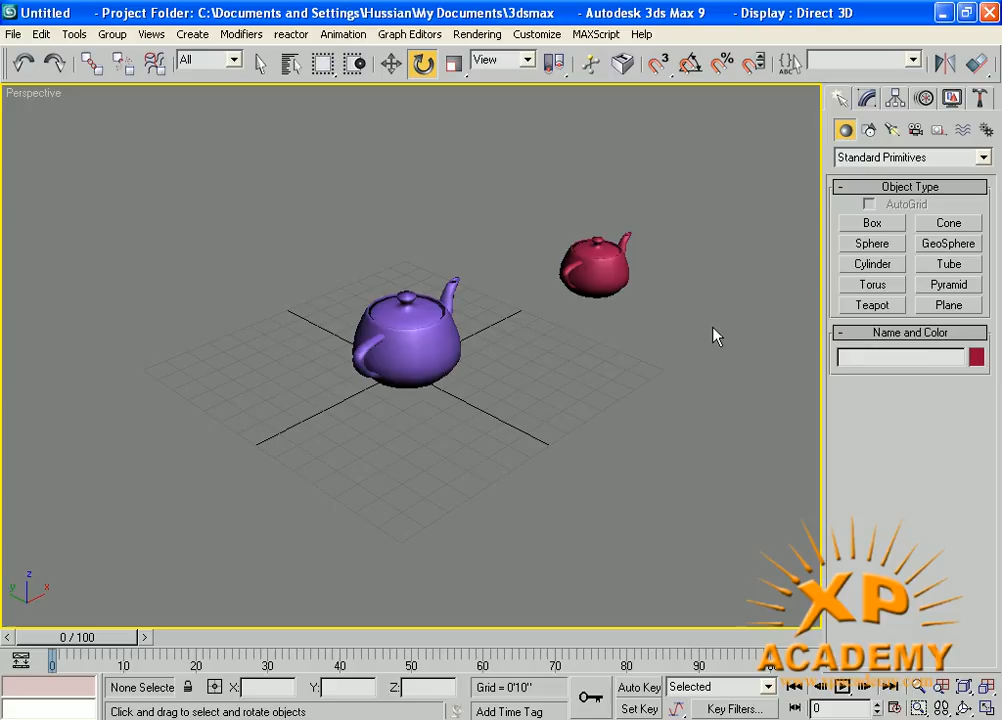 Untitled - Project Folder: C:\Documents and Settings\Hussian\My Documents\3dsmax - Autodesk 3ds Max 9 - Display : Direct 3D
File Edit Tools Group Views Create Modifiers reactor Animation Graph Editors Rendering Customize MAXScript Help
All View 3 % ABC
Perspective
Standard Primitives
- Object Type
AutoGrid
Box Cone
Sphere GeoSphere
Cylinder Tube
Torus Pyramid
Teapot Plane
- Name and Color
z
y x
XP
ACADEMY
< 0 / 100 >
0 10 20 30 40 50 60 70 80 90
None Selecte X: Y: Z: Grid = 0'10" Auto Key Selected
Click and drag to select and rotate objects Add Time Tag Set Key Key Filters... 0